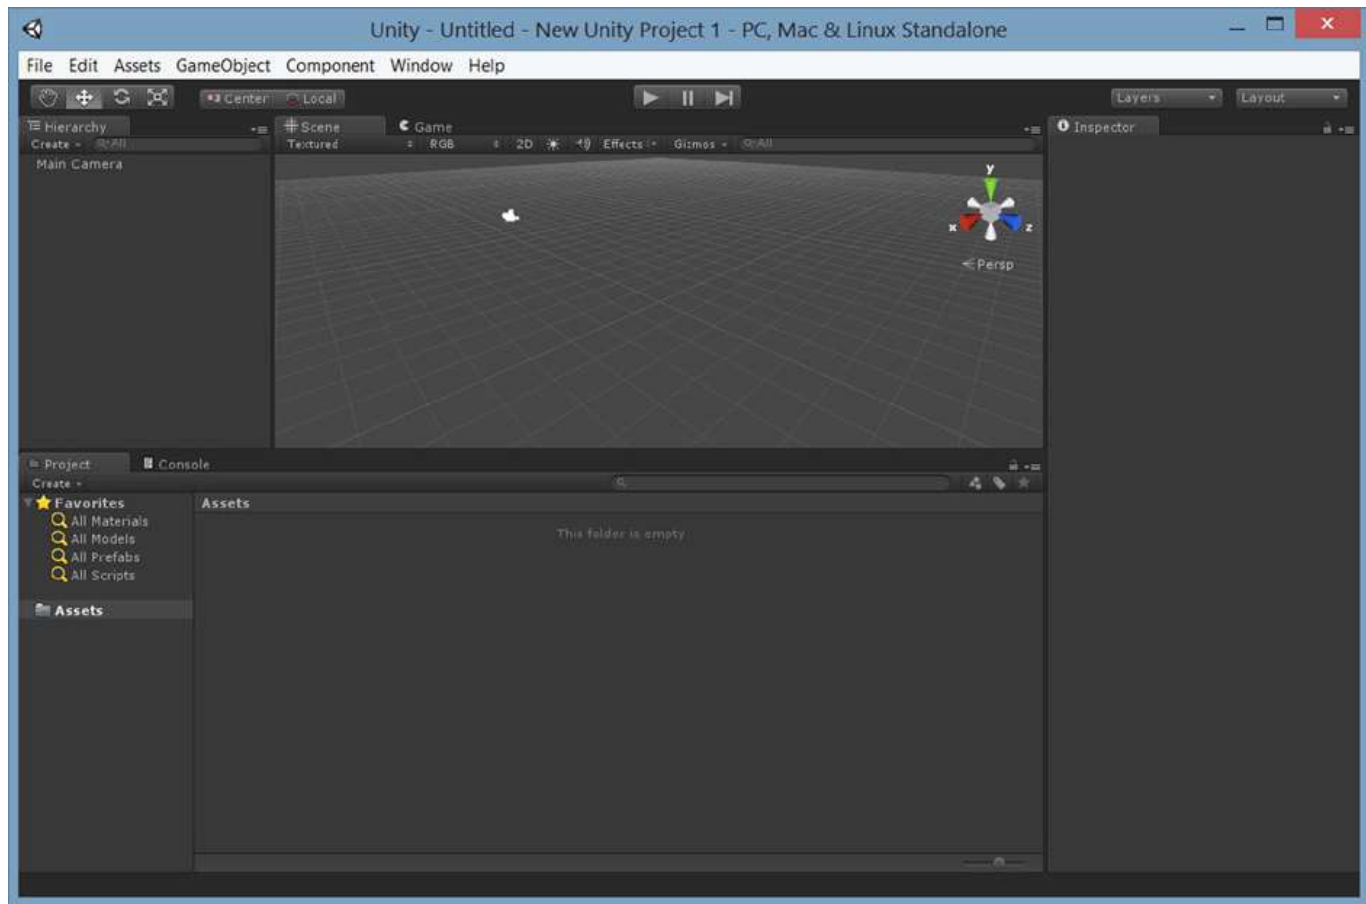 Unity - Untitled - New Unity Project 1 - PC, Mac & Linux Standalone
File Edit Assets GameObject Component Window Help
Center Local Layers Layout
Hierarchy
Create All
Main Camera
Scene Game
Textured RGB 2D Effects Gizmos All
y
x z
Persp
Inspector
Project Console
Create
Favorites
All Materials
All Models
All Prefabs
All Scripts
Assets
Assets
This folder is empty